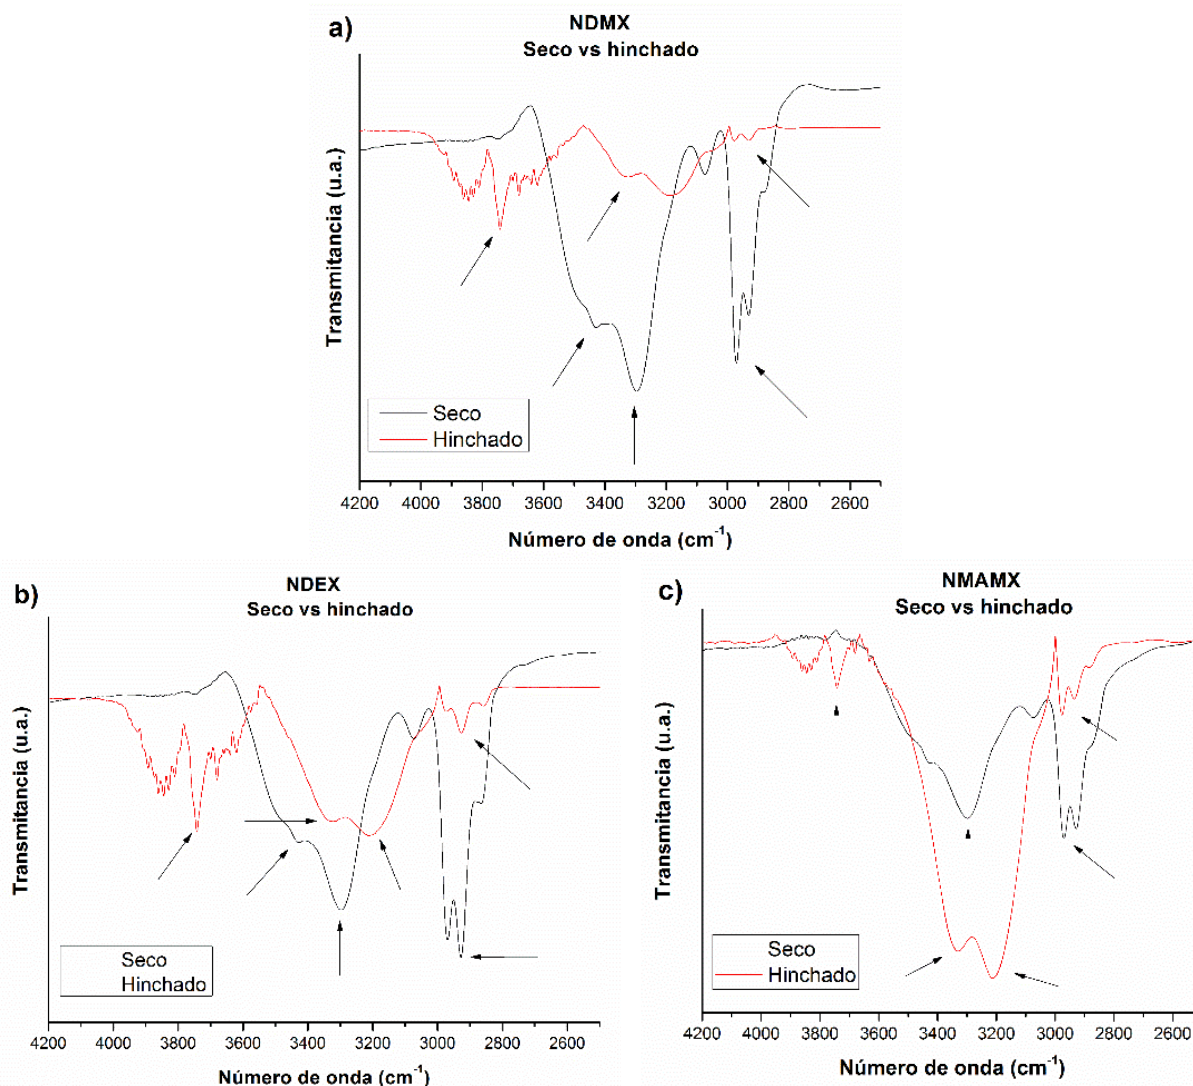 a)
NDMX
Seco vs hinchado
Transmitancia (u.a.)
Seco
Hinchado
4200 3900 3600 3400 3200 3000 2800 2600
Número de onda (cm⁻¹)
b)
NDEX
Seco vs hinchado
Transmitancia (u.a.)
Seco
Hinchado
4200 4000 3800 3600 3400 3200 3000 2800 2600
Número de onda (cm⁻¹)
c)
NMAMX
Seco vs hinchado
Transmitancia (u.a.)
Seco
Hinchado
4200 4000 3800 3600 3400 3200 3000 2800 2600
Número de onda (cm⁻¹)